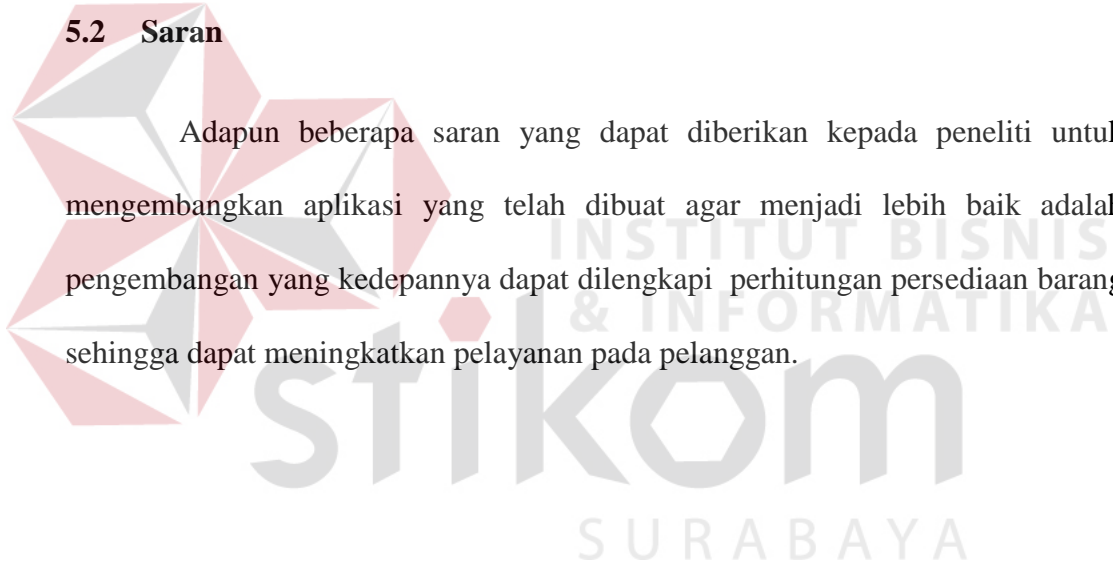 5.2 Saran
Adapun beberapa saran yang dapat diberikan kepada peneliti untuk
mengembangkan aplikasi yang telah dibuat agar menjadi lebih baik adalah
INSTITUT BISNIS
pengembangan yang kedepannya dapat dilengkapi perhitungan persediaan barang
& INFORMATIKA
sehingga dapat meningkatkan pelayanan pada pelanggan.
stikom
SURABAYA